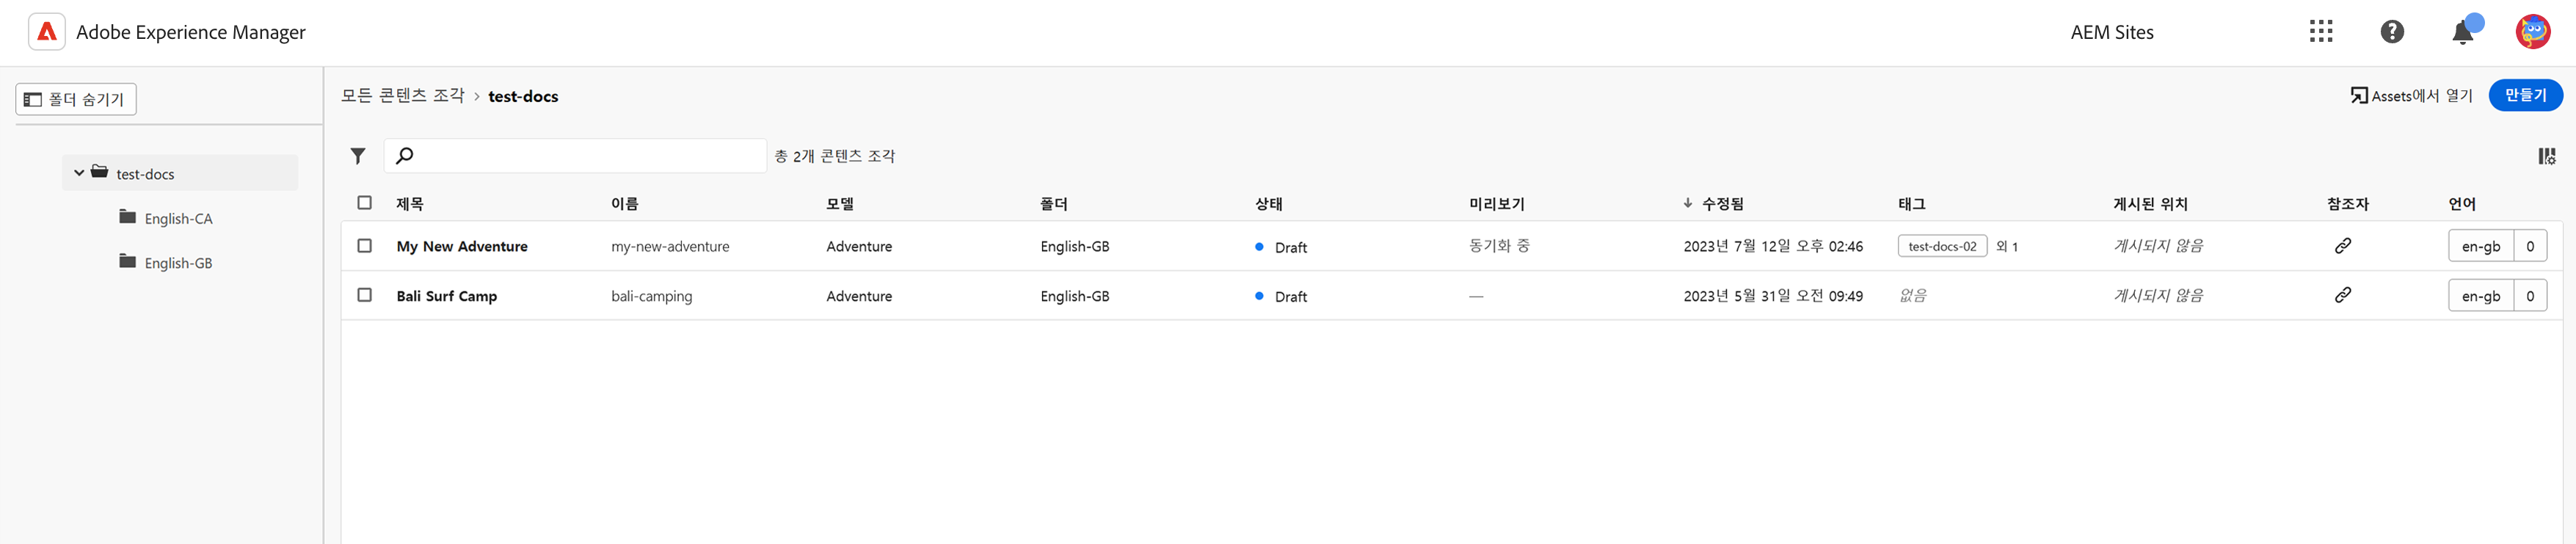 Adobe Experience Manager
AEM Sites
폴더 숨기기
모든 콘텐츠 조각 > test-docs
Assets에서 열기
만들기
총 2개 콘텐츠 조각
test-docs
English-CA
English-GB
제목 이름 모델 폴더 상태 미리보기 수정됨 태그 게시된 위치 참조자 언어
My New Adventure my-new-adventure Adventure English-GB Draft 동기화 중 2023년 7월 12일 오후 02:46 test-docs-02 외 1 게시되지 않음 en-gb 0
Bali Surf Camp bali-camping Adventure English-GB Draft — 2023년 5월 31일 오전 09:49 없음 게시되지 않음 en-gb 0